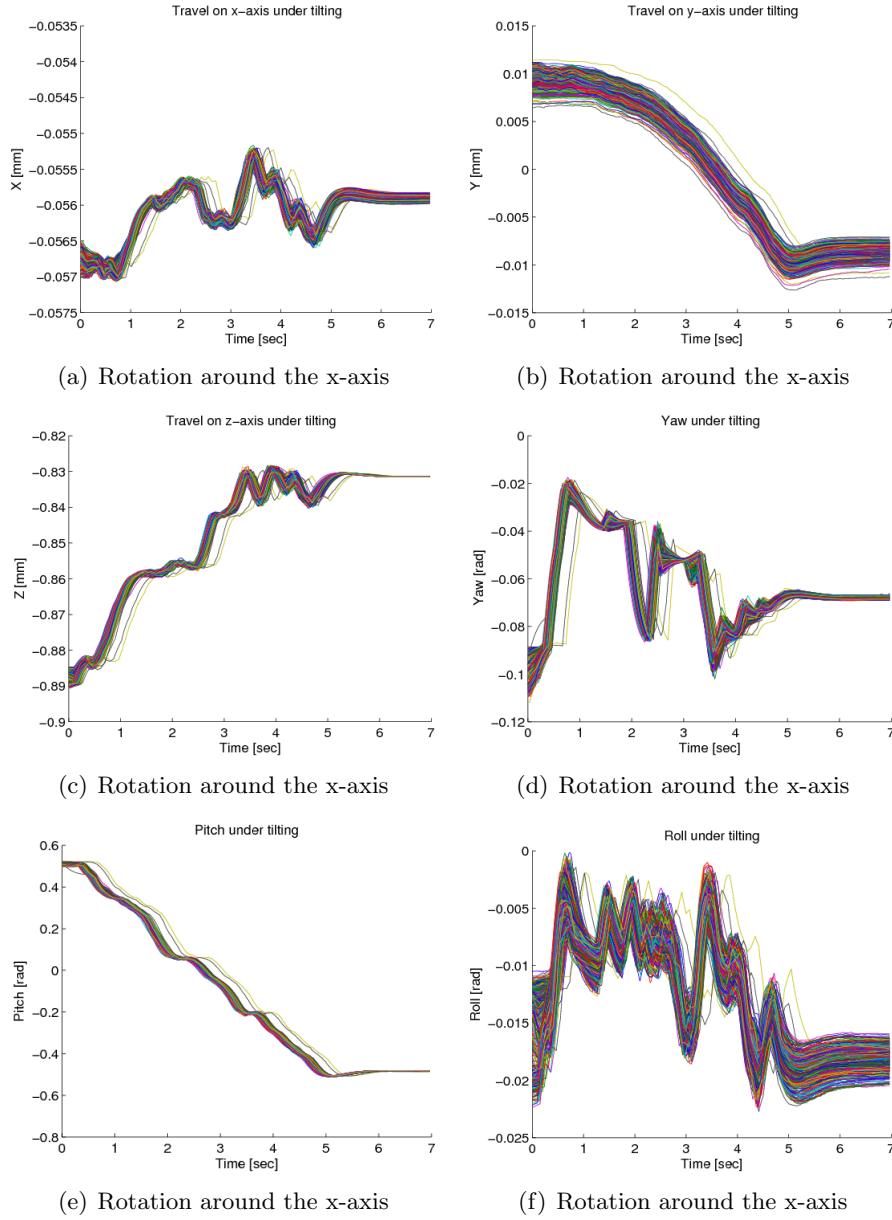 Travel on x−axis under tilting
−0.0535
−0.054
−0.0545
−0.055
−0.0555
−0.056
−0.0565
−0.057
−0.0575
X [mm]
0 1 2 3 4 5 6 7
Time [sec]
(a) Rotation around the x-axis
Travel on y−axis under tilting
0.015
0.01
0.005
0
−0.005
−0.01
−0.015
Y [mm]
0 1 2 3 4 5 6 7
Time [sec]
(b) Rotation around the x-axis
Travel on z−axis under tilting
−0.82
−0.83
−0.84
−0.85
−0.86
−0.87
−0.88
−0.89
−0.9
Z [mm]
0 1 2 3 4 5 6 7
Time [sec]
(c) Rotation around the x-axis
Yaw under tilting
0
−0.02
−0.04
−0.06
−0.08
−0.1
−0.12
Yaw [rad]
0 1 2 3 4 5 6 7
Time [sec]
(d) Rotation around the x-axis
Pitch under tilting
0.6
0.4
0.2
0
−0.2
−0.4
−0.6
−0.8
Pitch [rad]
0 1 2 3 4 5 6 7
Time [sec]
(e) Rotation around the x-axis
Roll under tilting
0
−0.005
−0.01
−0.015
−0.02
−0.025
Roll [rad]
0 1 2 3 4 5 6 7
Time [sec]
(f) Rotation around the x-axis